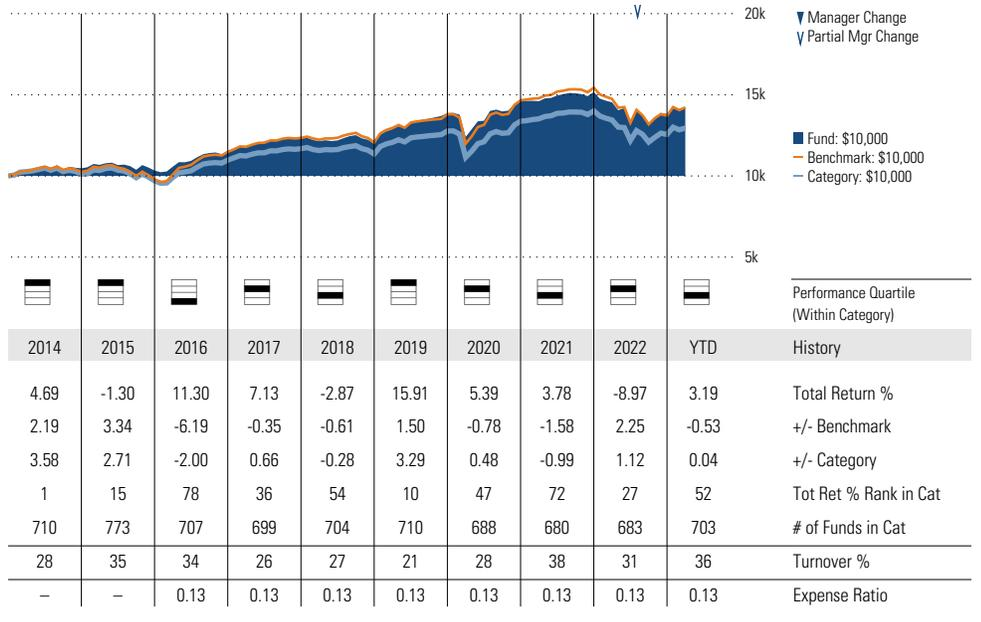 20k
Manager Change
Partial Mgr Change
15k
Fund: $10,000
Benchmark: $10,000
10k
Category: $10,000
5k
Performance Quartile
(Within Category)
2014 2015 2016 2017 2018 2019 2020 2021 2022 YTD History
4.69 -1.30 11.30 7.13 -2.87 15.91 5.39 3.78 -8.97 3.19 Total Return %
2.19 3.34 -6.19 -0.35 -0.61 1.50 -0.78 -1.58 2.25 -0.53 +/- Benchmark
3.58 2.71 -2.00 0.66 -0.28 3.29 0.48 -0.99 1.12 0.04 +/- Category
1 15 78 36 54 10 47 72 27 52 Tot Ret % Rank in Cat
710 773 707 699 704 710 688 680 683 703 # of Funds in Cat
28 35 34 26 27 21 28 38 31 36 Turnover %
– – 0.13 0.13 0.13 0.13 0.13 0.13 0.13 0.13 Expense Ratio